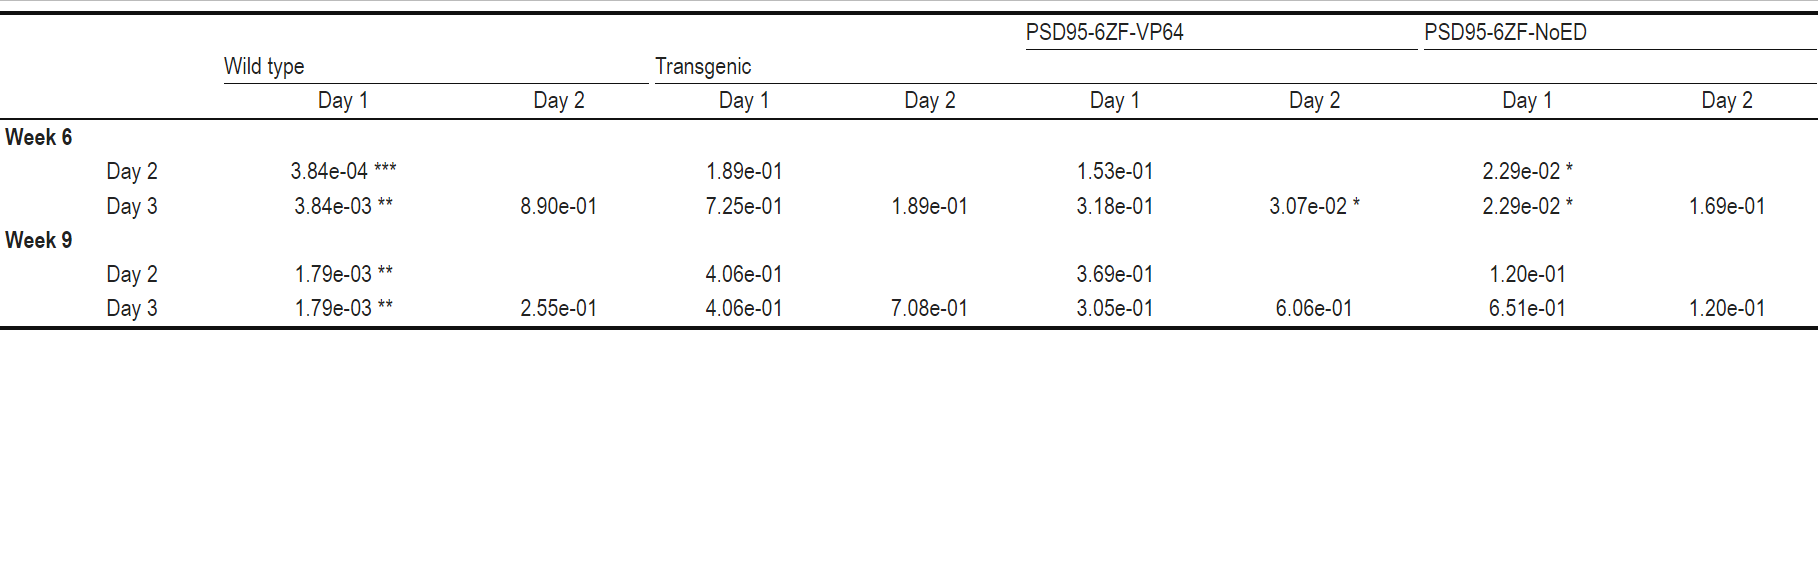 PSD95-6ZF-VP64 PSD95-6ZF-NoED
Wild type Transgenic
Day 1 Day 2 Day 1 Day 2 Day 1 Day 2 Day 1 Day 2
Week 6
Day 2 3.84e-04 *** 1.89e-01 1.53e-01 2.29e-02 *
Day 3 3.84e-03 ** 8.90e-01 7.25e-01 1.89e-01 3.18e-01 3.07e-02 * 2.29e-02 * 1.69e-01
Week 9
Day 2 1.79e-03 ** 4.06e-01 3.69e-01 1.20e-01
Day 3 1.79e-03 ** 2.55e-01 4.06e-01 7.08e-01 3.05e-01 6.06e-01 6.51e-01 1.20e-01